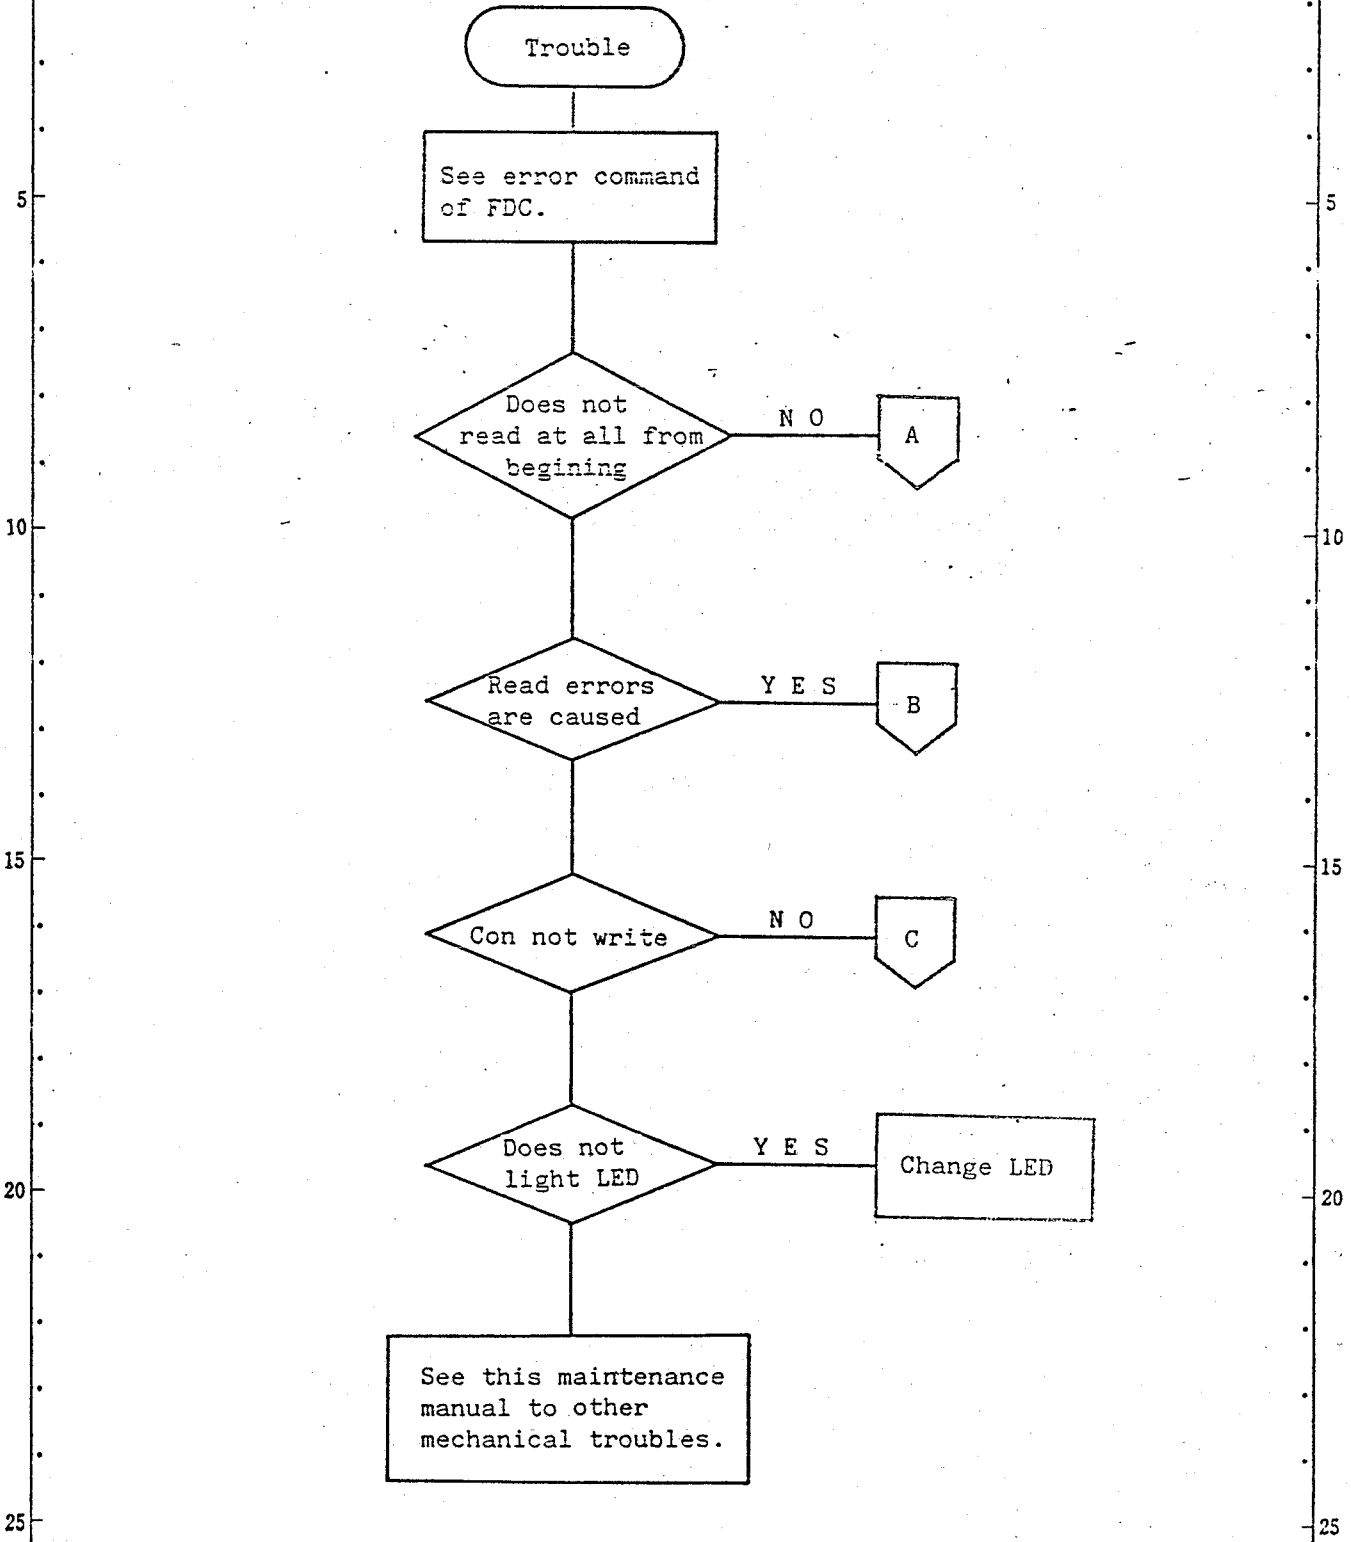 Trouble
See error command
of FDC.
5
5
Does not
read at all from
begining
N O
A
10
10
Read errors
are caused
Y E S
B
15
15
Con not write
N O
C
Does not
light LED
Y E S
Change LED
20
20
See this maintenance
manual to other
mechanical troubles.
25
25